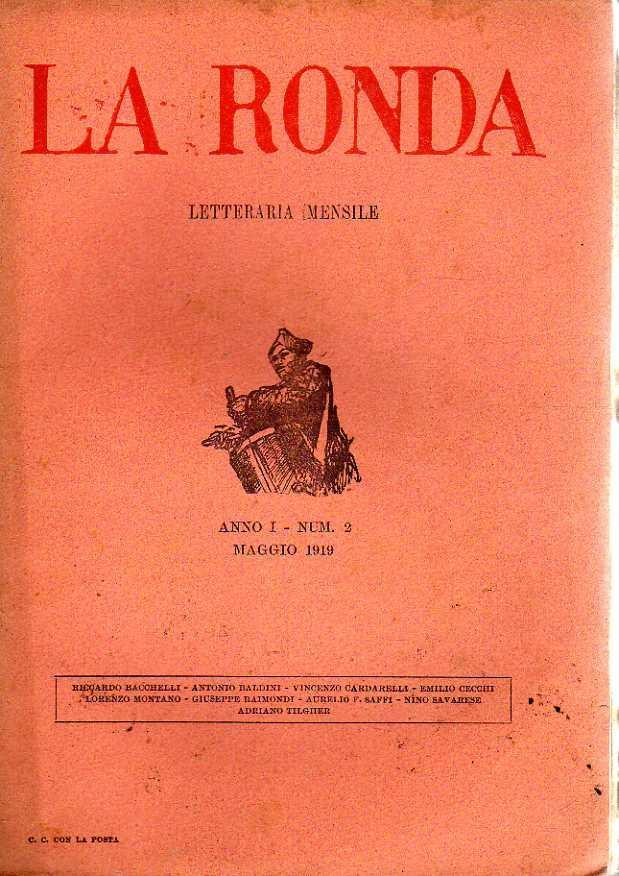 LA RONDA
LETTERARIA MENSILE
ANNO I - NUM. 2
MAGGIO 1919
RICCARDO BACCHELLI - ANTONIO BALDINI - VINCENZO CARDARELLI - EMILIO CECCHI
LORENZO MONTANO - GIUSEPPE RAIMONDI - AURELIO F. SAFFI - NINO SAVARESE
ADRIANO TILGHER
C. C. CON LA POSTA